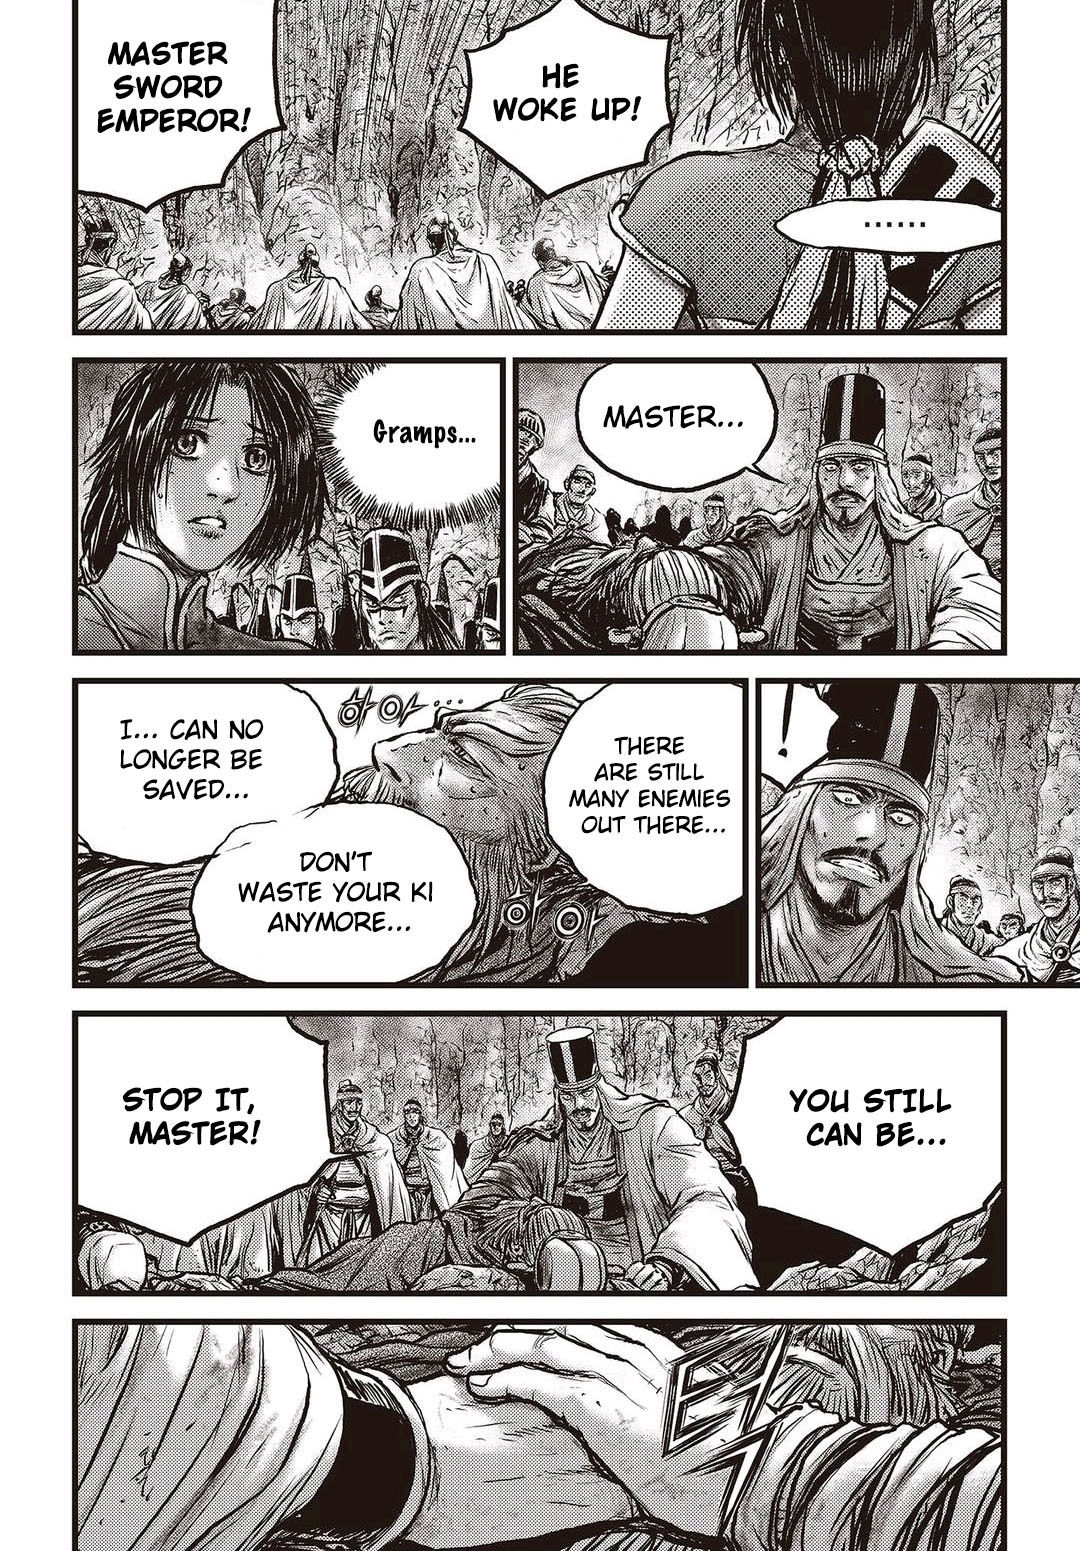 HE
WOKE UP!
MASTER
SWORD
EMPEROR!
......
MASTER...
Gramps...
!
THERE
ARE STILL
MANY ENEMIES
OUT THERE...
하아...
I... CAN NO
LONGER BE
SAVED...
DON'T
WASTE YOUR KI
ANYMORE...
하아
YOU STILL
CAN BE...
STOP IT,
MASTER!